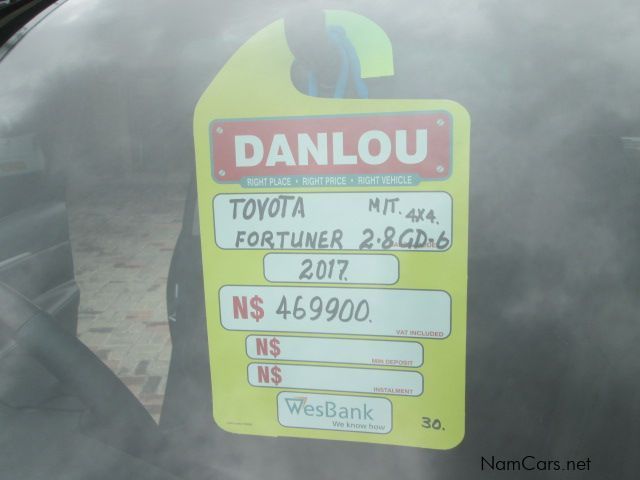 DANLOU
RIGHT PLACE • RIGHT PRICE • RIGHT VEHICLE
TOYOTA M/T. 4X4.
FORTUNER 2.8GD-6
2017.
N$ 469900.
VAT INCLUDED
N$
MIN DEPOSIT
N$
INSTALMENT
WesBank
We know how
30.
NamCars.net